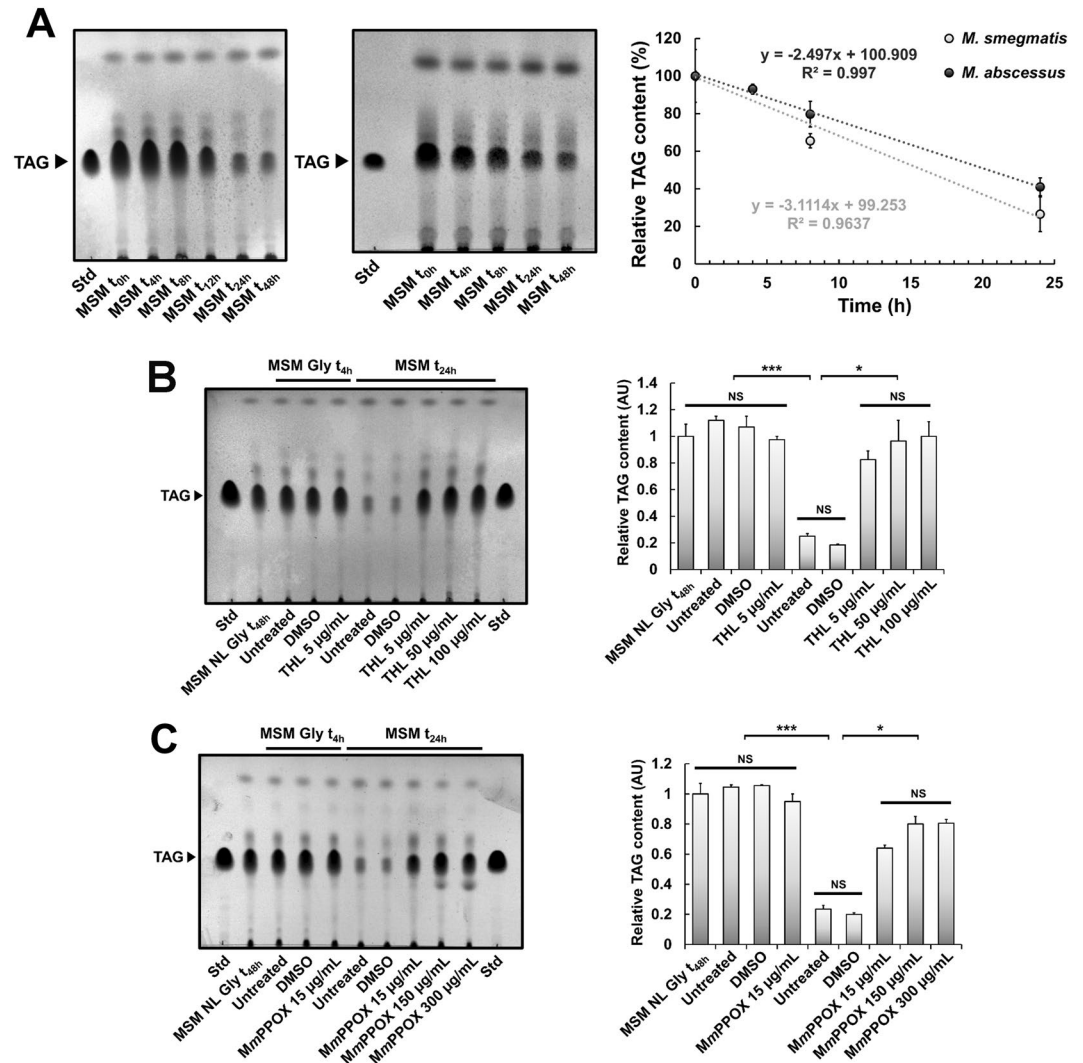 A
TAG
Std
MSM t0h
MSM t4h
MSM t8h
MSM t12h
MSM t24h
MSM t48h
TAG
Std
MSM t0h
MSM t4h
MSM t8h
MSM t24h
MSM t48h
Relative TAG content (%)
120
100
80
60
40
20
0
0
5
10
15
20
25
Time (h)
M. smegmatis
M. abscessus
y = -2.497x + 100.909
R² = 0.997
y = -3.1114x + 99.253
R² = 0.9637
B
MSM Gly t4h
MSM t24h
TAG
Std
MSM NL Gly t48h
Untreated
DMSO
THL 5 µg/mL
Untreated
DMSO
THL 5 µg/mL
THL 50 µg/mL
THL 100 µg/mL
Std
Relative TAG content (AU)
1.4
1.2
1
0.8
0.6
0.4
0.2
0
***
*
NS
NS
NS
MSM NL Gly t48h
Untreated
DMSO
THL 5 µg/mL
Untreated
DMSO
THL 5 µg/mL
THL 50 µg/mL
THL 100 µg/mL
C
MSM Gly t4h
MSM t24h
TAG
Std
MSM NL Gly t48h
Untreated
DMSO
MmPPOX 15 µg/mL
Untreated
DMSO
MmPPOX 15 µg/mL
MmPPOX 150 µg/mL
MmPPOX 300 µg/mL
Std
Relative TAG content (AU)
1.2
1
0.8
0.6
0.4
0.2
0
***
*
NS
NS
NS
MSM NL Gly t48h
Untreated
DMSO
MmPPOX 15 µg/mL
Untreated
DMSO
MmPPOX 15 µg/mL
MmPPOX 150 µg/mL
MmPPOX 300 µg/mL